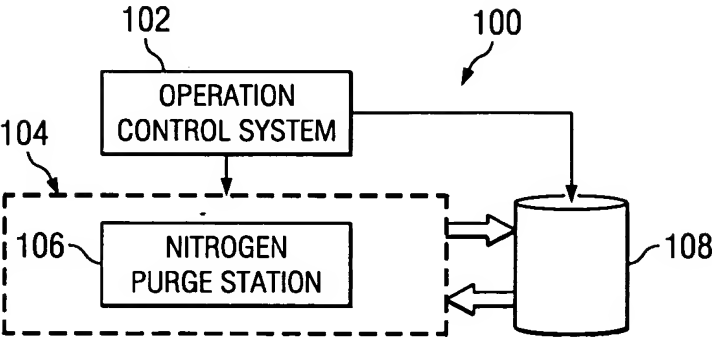 102
100
OPERATION
CONTROL SYSTEM
104
106
NITROGEN
PURGE STATION
108